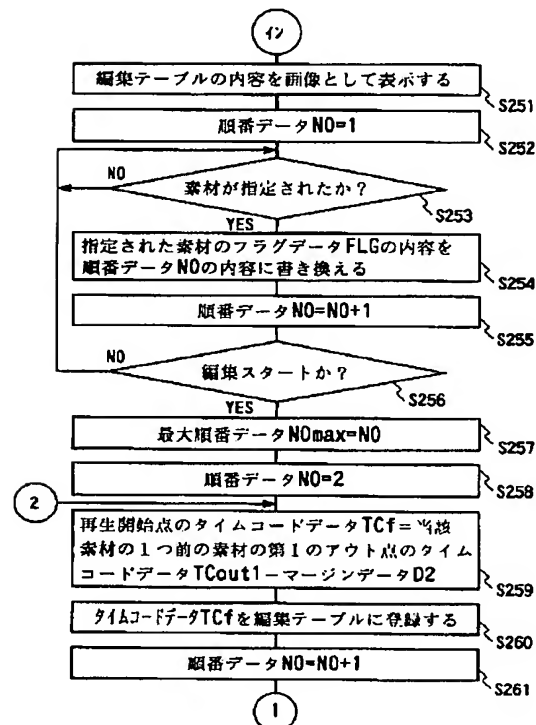 イン
編集テーブルの内容を画像として表示する
S251
順番データNO=1
S252
NO
素材が指定されたか?
S253
YES
指定された素材のフラグデータFLGの内容を
順番データNOの内容に書き換える
S254
順番データNO=NO+1
S255
NO
編集スタートか?
S256
YES
最大順番データNOmax=NO
S257
順番データNO=2
S258
2
再生開始点のタイムコードデータTCf=当該
素材の1つ前の素材の第1のアウト点のタイム
コードデータTCout1-マージンデータD2
S259
タイムコードデータTCfを編集テーブルに登録する
S260
順番データNO=NO+1
S261
1